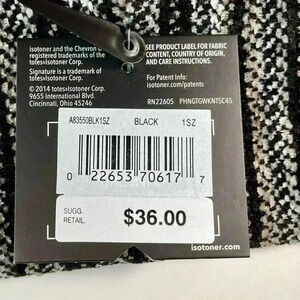 isotoner and the Chevron D
registered trademarks of
totes»Isotoner Corp.
Signature is a trademark of
totes»Isotoner Corp.
© 2014 totes»Isotoner Corp.
9655 International Blvd.
Cincinnati, Ohio 45246
SEE PRODUCT LABEL FOR FABRIC
CONTENT, COUNTRY OF ORIGIN,
AND CARE INSTRUCTIONS.
For Patent Info:
isotoner.com/patents
RN22605 PHNGTGWKNTSC45
A83550BLK1SZ BLACK 1SZ
0 22653 70617 7
SUGG.
RETAIL
$36.00
isotoner.com